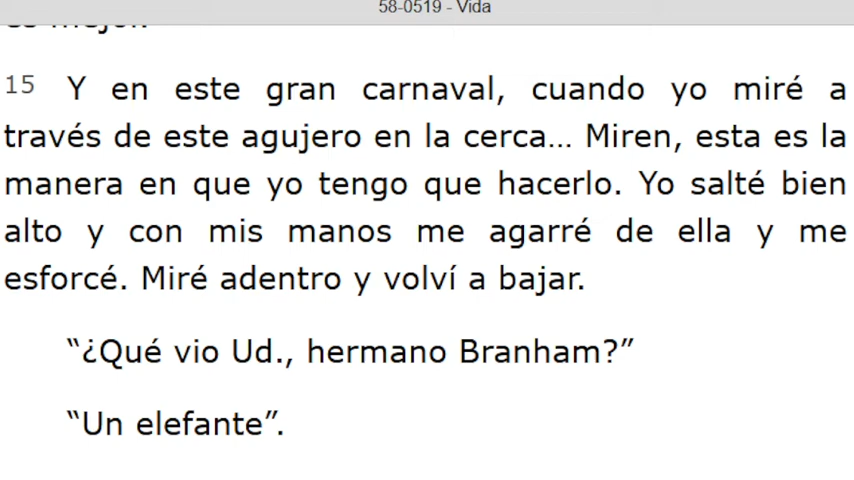 58-0519 - Vida
es mejor.
15 Y en este gran carnaval, cuando yo miré a
través de este agujero en la cerca... Miren, esta es la
manera en que yo tengo que hacerlo. Yo salté bien
alto y con mis manos me agarré de ella y me
esforcé. Miré adentro y volví a bajar.
“¿Qué vio Ud., hermano Branham?”
“Un elefante”.